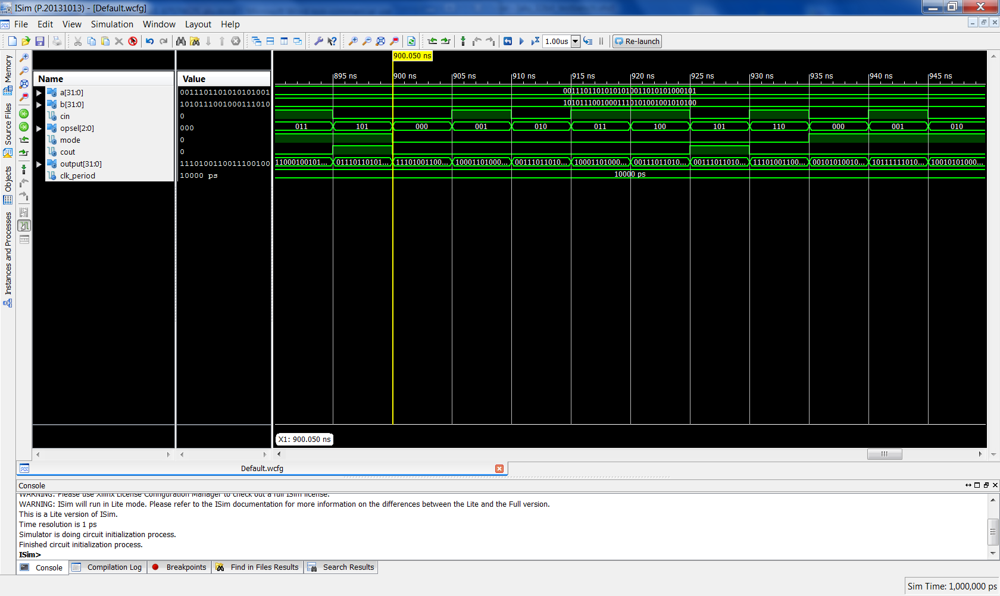 ISim (P.20131013) - [Default.wcfg]
File Edit View Simulation Window Layout Help
1.00us Re-launch
Memory
Source Files
Objects
Instances and Processes
900.050 ns
895 ns 900 ns 905 ns 910 ns 915 ns 920 ns 925 ns 930 ns 935 ns 940 ns 945 ns
Name Value
a[31:0] 0011101101010101001 00111011010101010011010101000101
b[31:0] 1010111001000111010 10101110010001110101001001010100
cin 0
opsel[2:0] 000 011 101 000 001 010 011 100 101 110 000 001 010
mode 0
cout 0
output[31:0] 1110100110011100100 11000100101... 01110110101... 11101001100... 10001101000... 00111011010... 10001101000... 00111011010... 00111011010... 11101001100... 00101010010... 10111111010... 10010101000...
clk_period 10000 ps 10000 ps
X1: 900.050 ns
Default.wcfg
Console
WARNING: Please use Xilinx License Configuration Manager to check out a full ISim license.
WARNING: ISim will run in Lite mode. Please refer to the ISim documentation for more information on the differences between the Lite and the Full version.
This is a Lite version of ISim.
Time resolution is 1 ps
Simulator is doing circuit initialization process.
Finished circuit initialization process.
ISim>
Console Compilation Log Breakpoints Find in Files Results Search Results
Sim Time: 1,000,000 ps